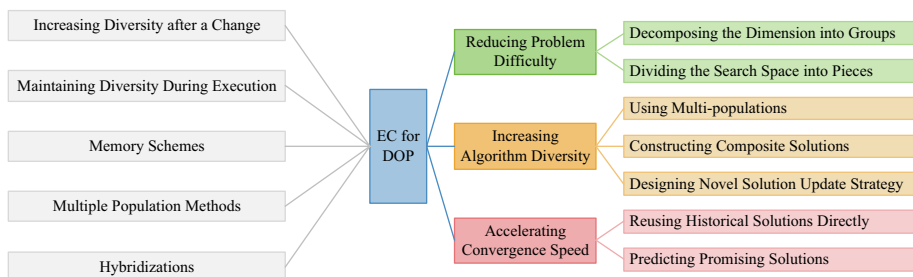 Increasing Diversity after a Change
Maintaining Diversity During Execution
Memory Schemes
Multiple Population Methods
Hybridizations
EC for
DOP
Reducing Problem
Difficulty
Increasing
Algorithm Diversity
Accelerating
Convergence Speed
Decomposing the Dimension into Groups
Dividing the Search Space into Pieces
Using Multi-populations
Constructing Composite Solutions
Designing Novel Solution Update Strategy
Reusing Historical Solutions Directly
Predicting Promising Solutions